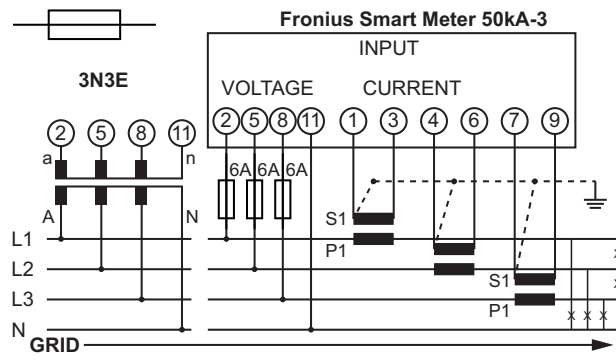 Fronius Smart Meter 50kA-3
INPUT
3N3E
VOLTAGE CURRENT
2 5 8 11 2 5 8 11 1 3 4 6 7 9
a n
6A 6A 6A
A N S1
L1 P1
L2
L3 S1
P1
N
GRID
x
x
x x x